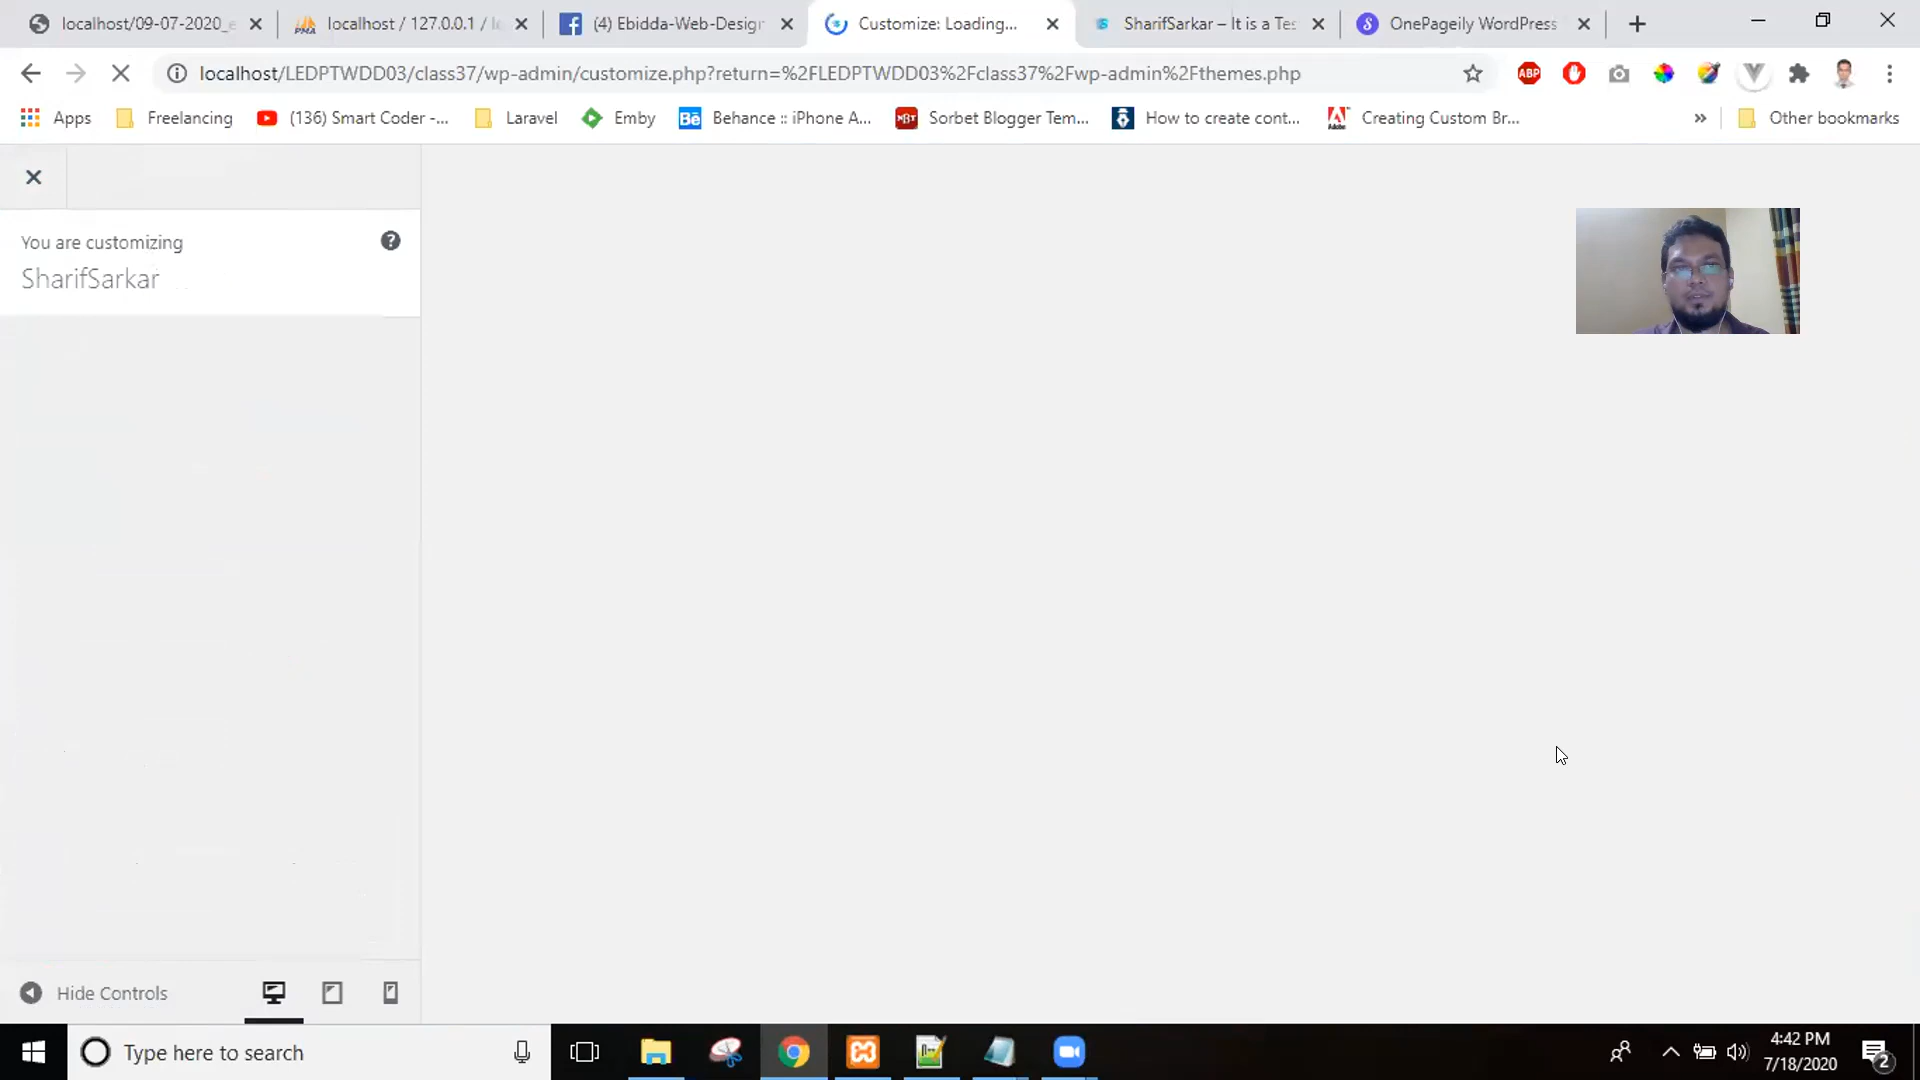 localhost/09-07-2020_e
localhost / 127.0.0.1 / l
(4) Ebidda-Web-Design
Customize: Loading...
SharifSarkar – It is a Tes
OnePageily WordPress
localhost/LEDPTWDD03/class37/wp-admin/customize.php?return=%2FLEDPTWDD03%2Fclass37%2Fwp-admin%2Fthemes.php
ABP
Apps
Freelancing
(136) Smart Coder -...
Laravel
Emby
Behance :: iPhone A...
Sorbet Blogger Tem...
How to create cont...
Creating Custom Br...
Other bookmarks
You are customizing
SharifSarkar
Hide Controls
Type here to search
4:42 PM
7/18/2020
2